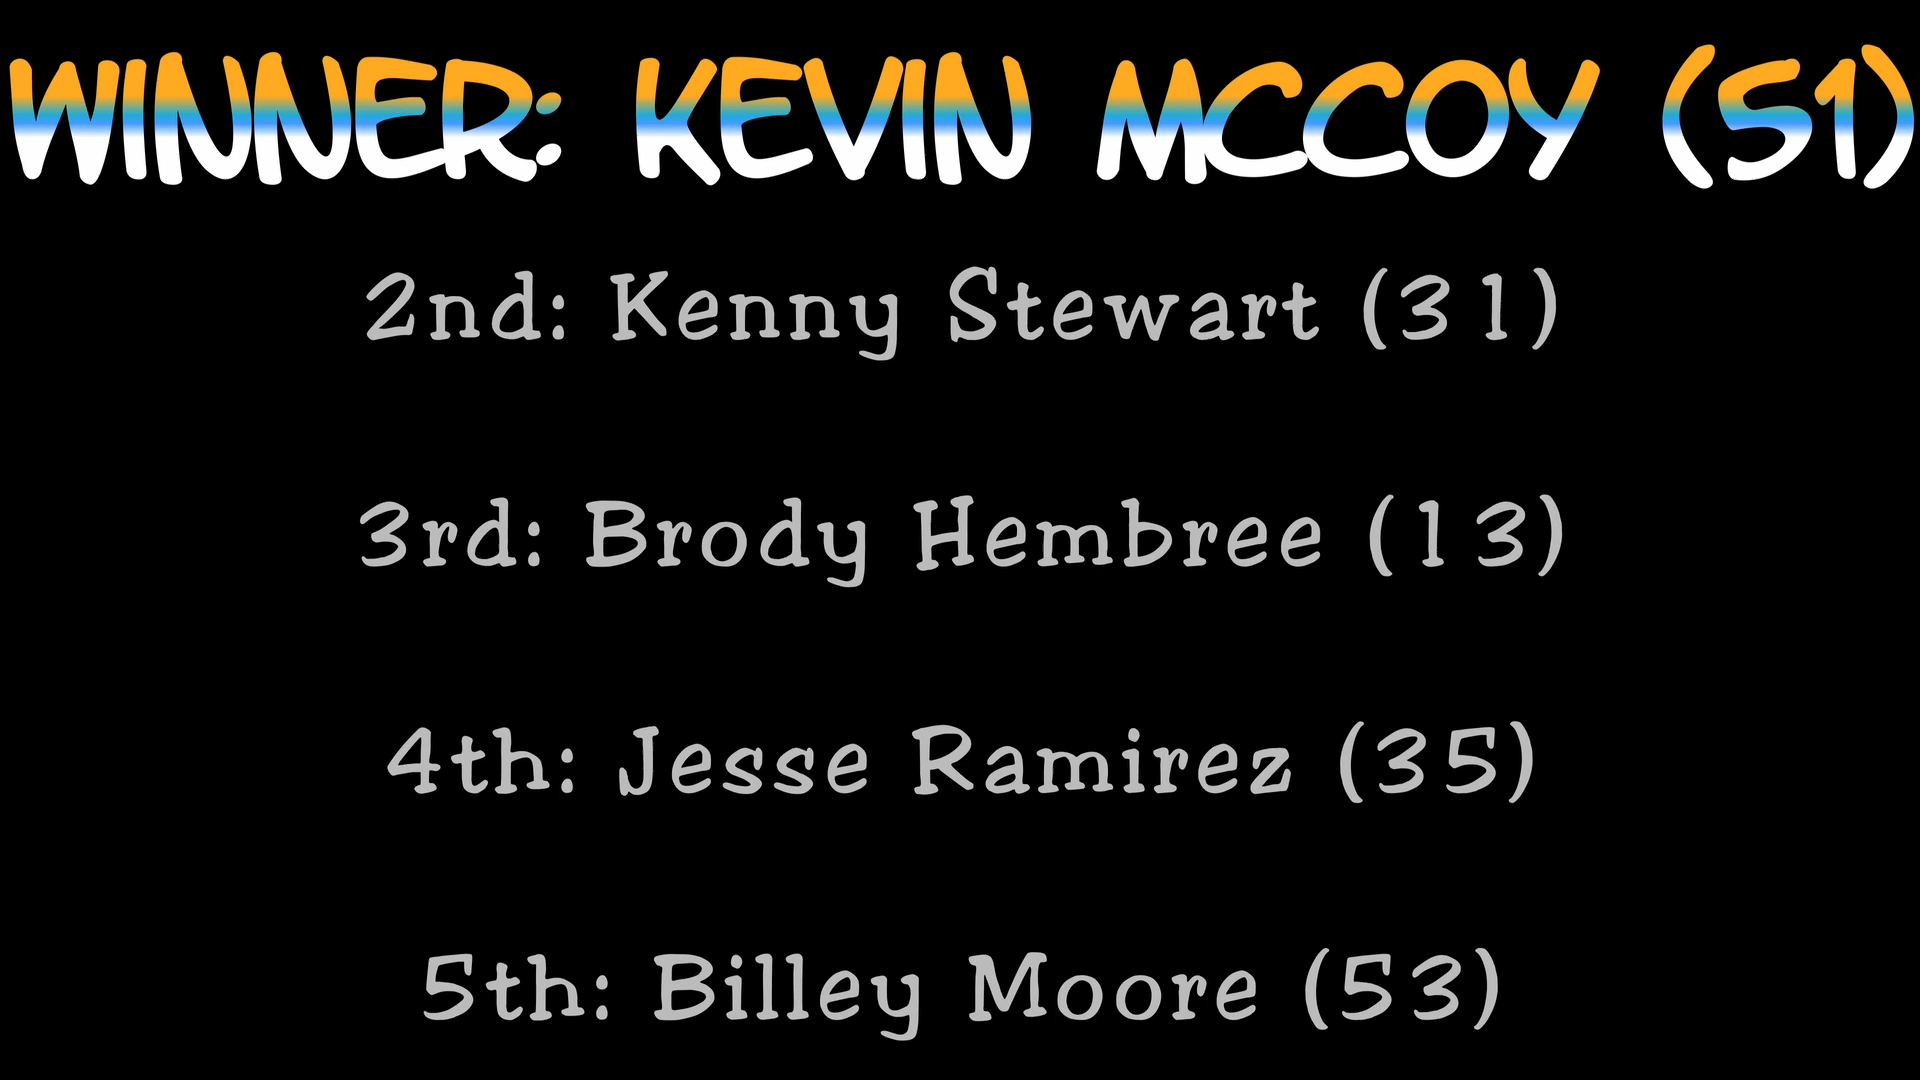 WINNER: KEVIN MCCOY (51)
2nd: Kenny Stewart (31)
3rd: Brody Hembree (13)
4th: Jesse Ramirez (35)
5th: Billey Moore (53)